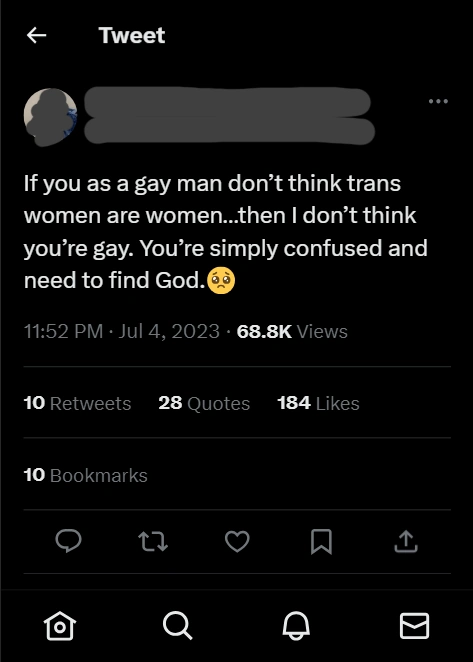 Tweet
If you as a gay man don’t think trans
women are women...then I don’t think
you’re gay. You’re simply confused and
need to find God.🥺
11:52 PM · Jul 4, 2023 · 68.8K Views
10 Retweets 28 Quotes 184 Likes
10 Bookmarks